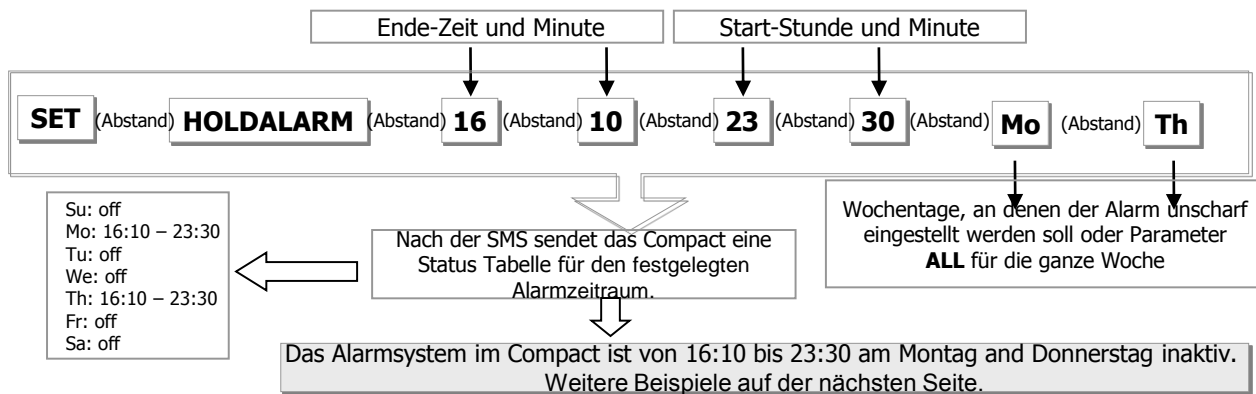 Ende-Zeit und Minute
Start-Stunde und Minute
SET (Abstand) HOLDALARM (Abstand) 16 (Abstand) 10 (Abstand) 23 (Abstand) 30 (Abstand) Mo (Abstand) Th
Su: off
Mo: 16:10 – 23:30
Tu: off
We: off
Th: 16:10 – 23:30
Fr: off
Sa: off
Nach der SMS sendet das Compact eine
Status Tabelle für den festgelegten
Alarmzeitraum.
Wochentage, an denen der Alarm unscharf
eingestellt werden soll oder Parameter
ALL für die ganze Woche
Das Alarmsystem im Compact ist von 16:10 bis 23:30 am Montag and Donnerstag inaktiv.
Weitere Beispiele auf der nächsten Seite.